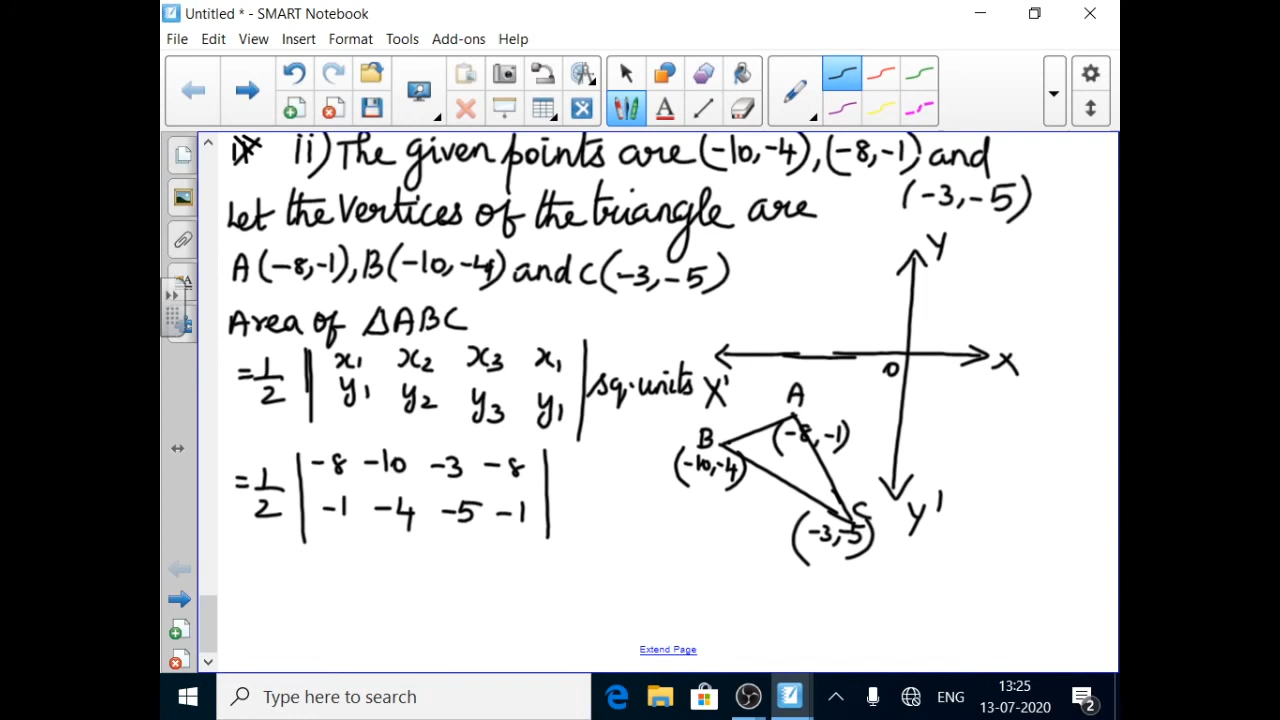 Untitled * - SMART Notebook
File Edit View Insert Format Tools Add-ons Help
ii) The given points are (-10,-4), (-8,-1) and
(-3,-5)
Let the Vertices of the triangle are
A(-8,-1), B(-10,-4) and C(-3,-5)
Area of ΔABC
= 1/2 | x1 x2 x3 x1
y1 y2 y3 y1 | sq.units
= 1/2 | -8 -10 -3 -8
-1 -4 -5 -1 |
Y
X' O X
A
(-8,-1)
B
(-10,-4)
C
(-3,-5)
Y'
Extend Page
Type here to search
ENG
13:25
13-07-2020
2